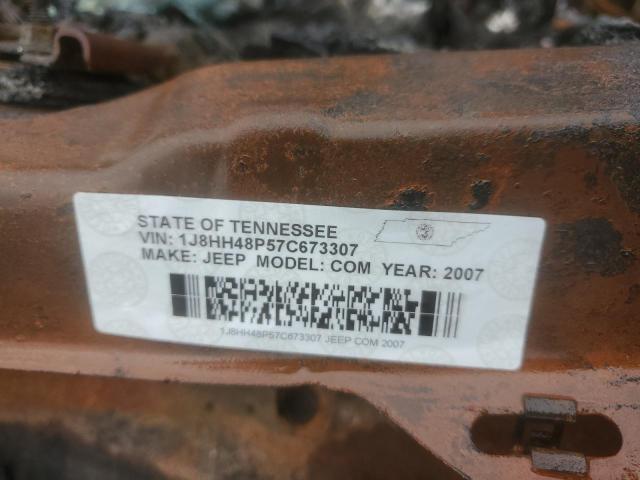 STATE OF TENNESSEE
VIN: 1J8HH48P57C673307
MAKE: JEEP MODEL: COM YEAR: 2007
1J8HH48P57C673307 JEEP COM 2007